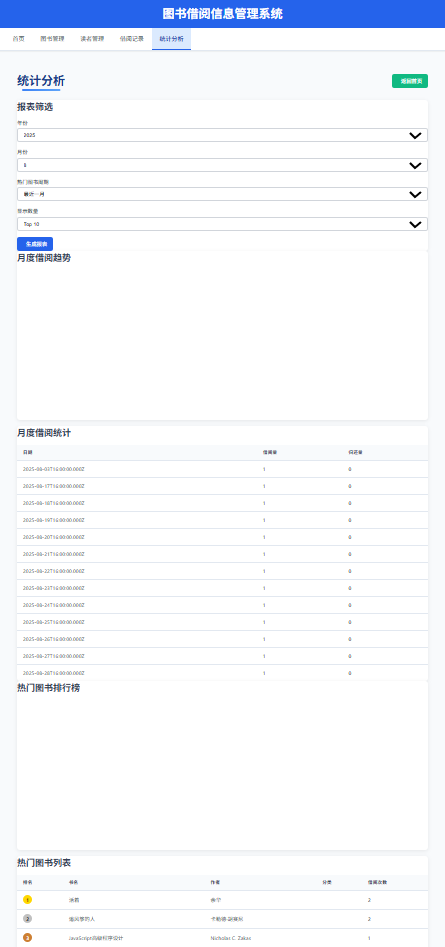 图书借阅信息管理系统
首页 图书管理 读者管理 借阅记录 统计分析
统计分析
返回首页
报表筛选
年份
2025
月份
8
热门图书周期
最近一月
显示数量
Top 10
生成报表
月度借阅趋势
月度借阅统计
日期 借阅量 归还量
2025-08-03T16:00:00.000Z 1 0
2025-08-17T16:00:00.000Z 1 0
2025-08-18T16:00:00.000Z 1 0
2025-08-19T16:00:00.000Z 1 0
2025-08-20T16:00:00.000Z 1 0
2025-08-21T16:00:00.000Z 1 0
2025-08-22T16:00:00.000Z 1 0
2025-08-23T16:00:00.000Z 1 0
2025-08-24T16:00:00.000Z 1 0
2025-08-25T16:00:00.000Z 1 0
2025-08-26T16:00:00.000Z 1 0
2025-08-27T16:00:00.000Z 1 0
2025-08-28T16:00:00.000Z 1 0
热门图书排行榜
热门图书列表
排名 书名 作者 分类 借阅次数
1 活着 余华 2
2 追风筝的人 卡勒德·胡赛尼 2
3 JavaScript高级程序设计 Nicholas C. Zakas 1